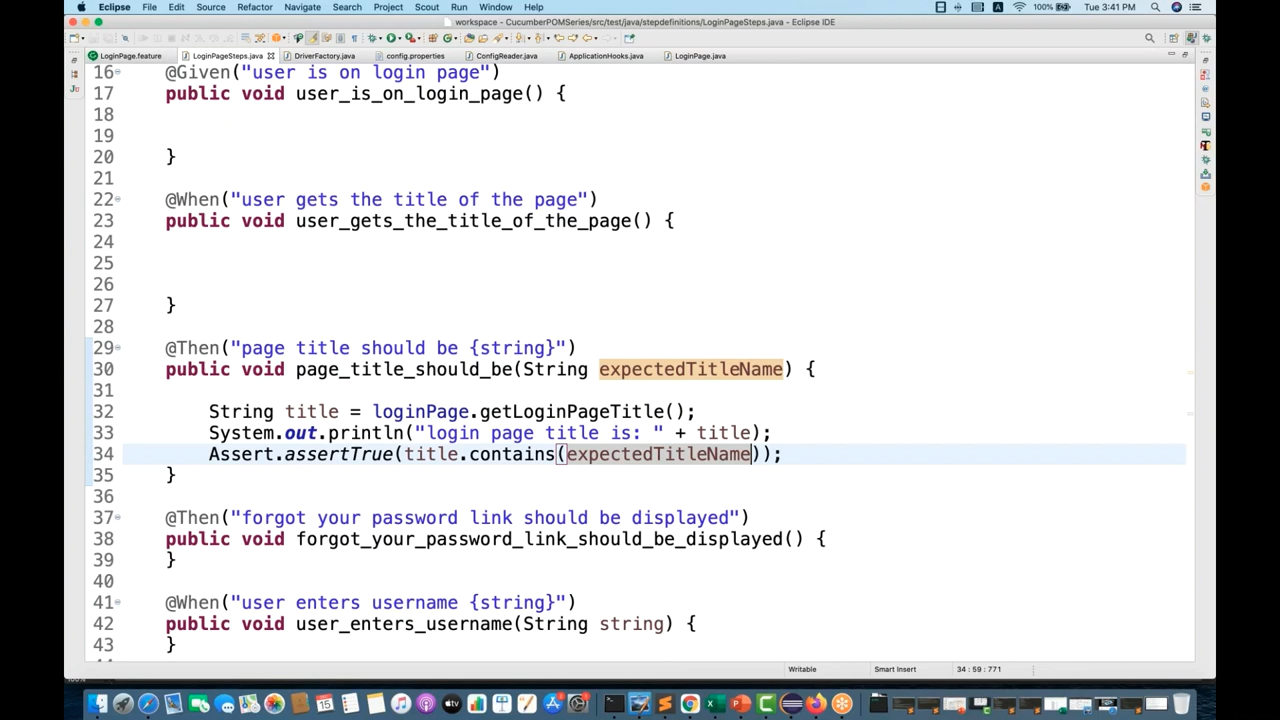 Eclipse File Edit Source Refactor Navigate Search Project Scout Run Window Help 100% Tue 3:41 PM
workspace - CucumberPOMSeries/src/test/java/stepdefinitions/LoginPageSteps.java - Eclipse IDE
LoginPage.feature LoginPageSteps.java DriverFactory.java config.properties ConfigReader.java ApplicationHooks.java LoginPage.java
16 @Given("user is on login page")
17 public void user_is_on_login_page() {
18
19
20 }
21
22 @When("user gets the title of the page")
23 public void user_gets_the_title_of_the_page() {
24
25
26
27 }
28
29 @Then("page title should be {string}")
30 public void page_title_should_be(String expectedTitleName) {
31
32 String title = loginPage.getLoginPageTitle();
33 System.out.println("login page title is: " + title);
34 Assert.assertTrue(title.contains(expectedTitleName));
35 }
36
37 @Then("forgot your password link should be displayed")
38 public void forgot_your_password_link_should_be_displayed() {
39 }
40
41 @When("user enters username {string}")
42 public void user_enters_username(String string) {
43 }
Writable Smart Insert 34 : 59 : 771